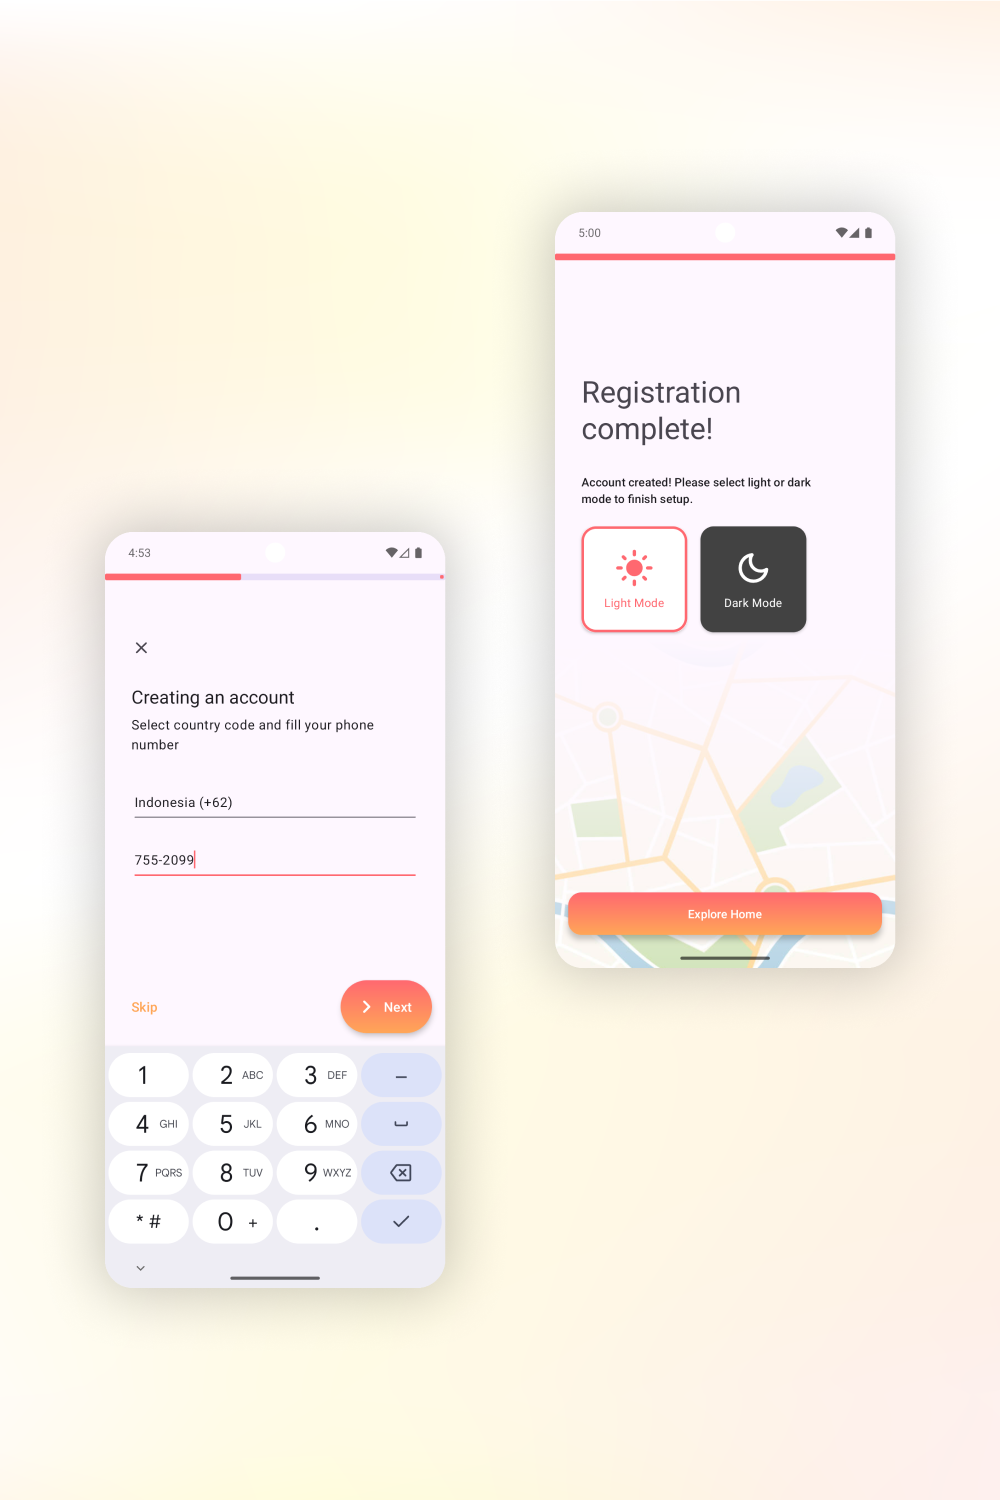 4:53
Creating an account
Select country code and fill your phone
number
Indonesia (+62)
755-2099
Skip
Next
1
2 ABC
3 DEF
–
4 GHI
5 JKL
6 MNO
7 PQRS
8 TUV
9 WXYZ
* #
0 +
.
5:00
Registration
complete!
Account created! Please select light or dark
mode to finish setup.
Light Mode
Dark Mode
Explore Home